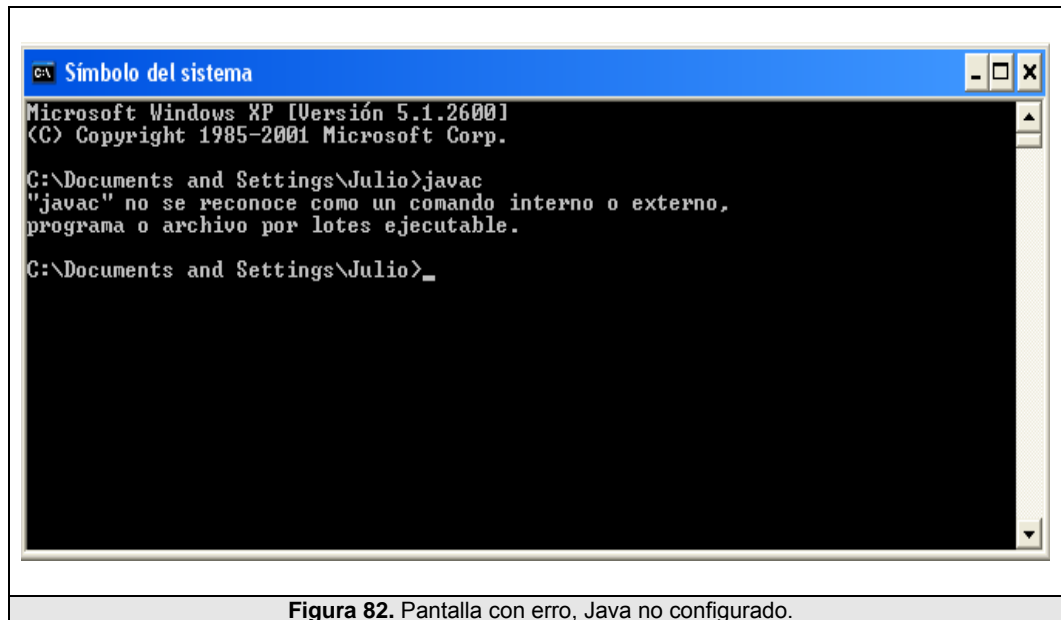 Símbolo del sistema
Microsoft Windows XP [Versión 5.1.2600]
(C) Copyright 1985-2001 Microsoft Corp.
C:\Documents and Settings\Julio>javac
"javac" no se reconoce como un comando interno o externo,
programa o archivo por lotes ejecutable.
C:\Documents and Settings\Julio>_
Figura 82. Pantalla con erro, Java no configurado.